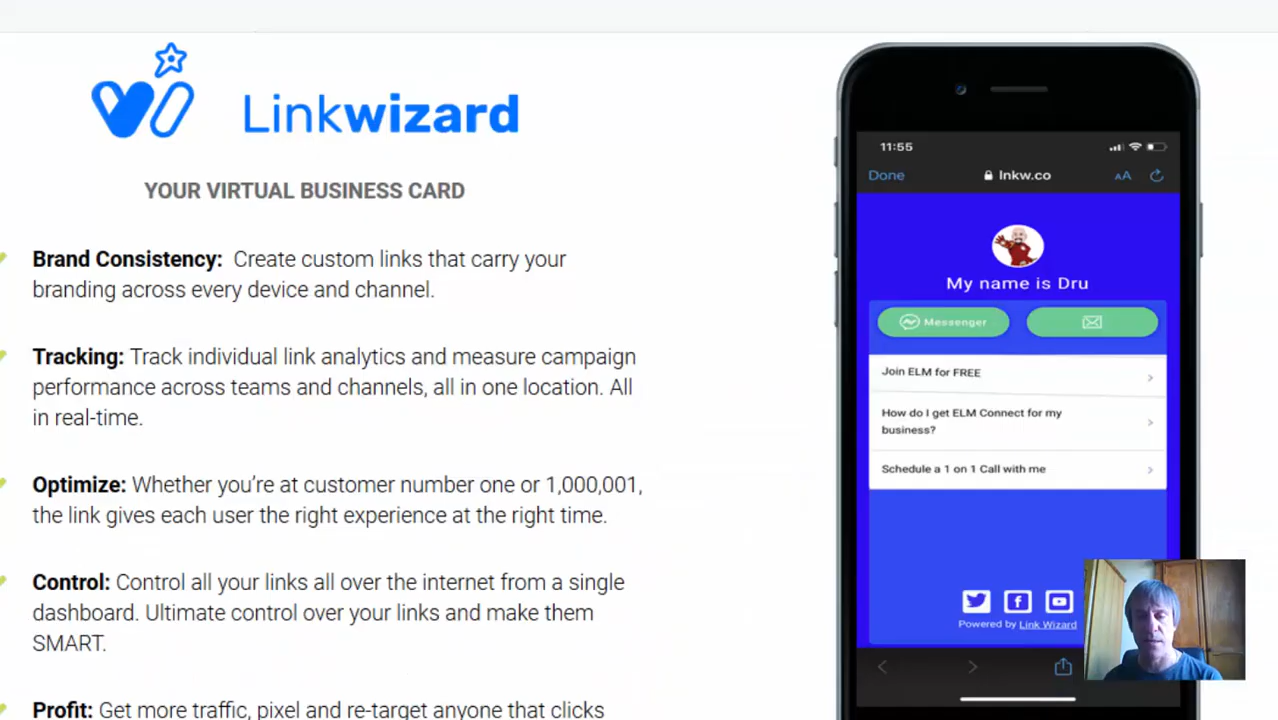 Linkwizard
YOUR VIRTUAL BUSINESS CARD
Brand Consistency: Create custom links that carry your
branding across every device and channel.
Tracking: Track individual link analytics and measure campaign
performance across teams and channels, all in one location. All
in real-time.
Optimize: Whether you’re at customer number one or 1,000,001,
the link gives each user the right experience at the right time.
Control: Control all your links all over the internet from a single
dashboard. Ultimate control over your links and make them
SMART.
Profit: Get more traffic, pixel and re-target anyone that clicks
11:55
Done lnkw.co AA
My name is Dru
Messenger
Join ELM for FREE
How do I get ELM Connect for my
business?
Schedule a 1 on 1 Call with me
Powered by Link Wizard